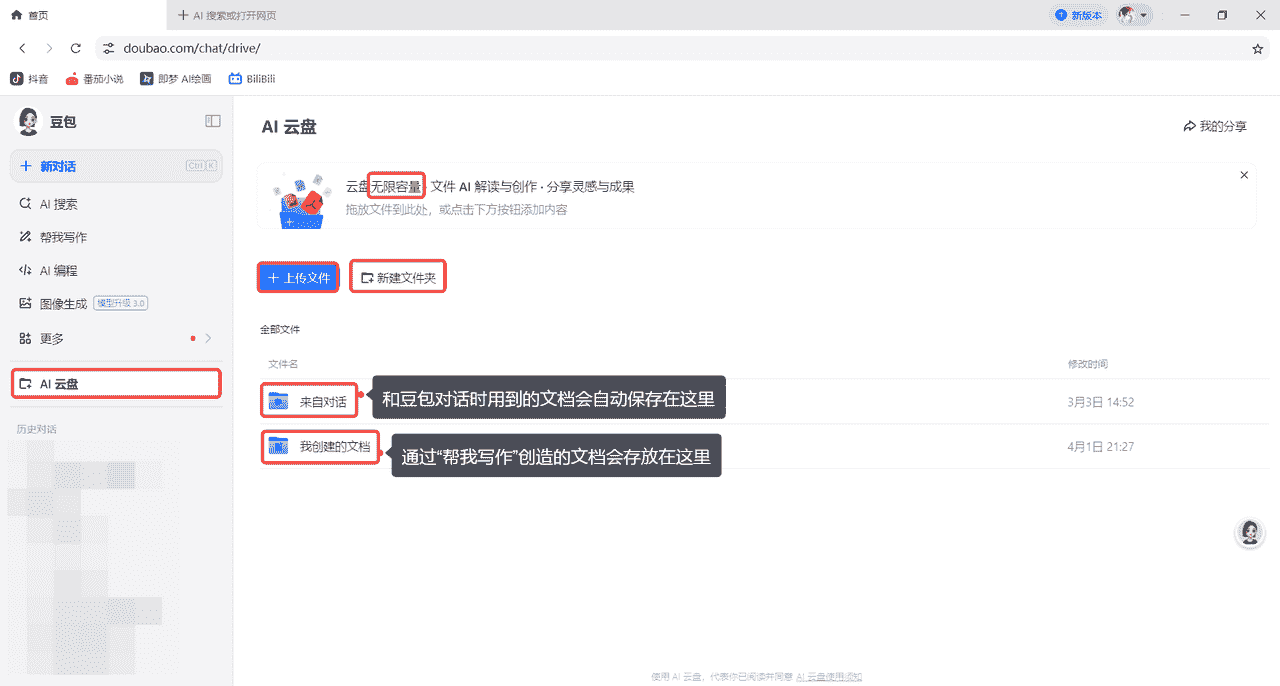 首页
AI 搜索或打开网页
新版本
doubao.com/chat/drive/
抖音
番茄小说
即梦 AI绘画
BiliBili
豆包
新对话 Ctrl K
AI 搜索
帮我写作
AI 编程
图像生成 模型升级 3.0
更多
AI 云盘
历史对话
AI 云盘
我的分享
云盘无限容量 · 文件 AI 解读与创作 · 分享灵感与成果
拖放文件到此处，或点击下方按钮添加内容
上传文件
新建文件夹
全部文件
文件名 修改时间
来自对话 和豆包对话时用到的文档会自动保存在这里 3月3日 14:52
我创建的文档 通过“帮我写作”创造的文档会存放在这里 4月1日 21:27
使用 AI 云盘，代表你已阅读并同意 AI 云盘使用须知